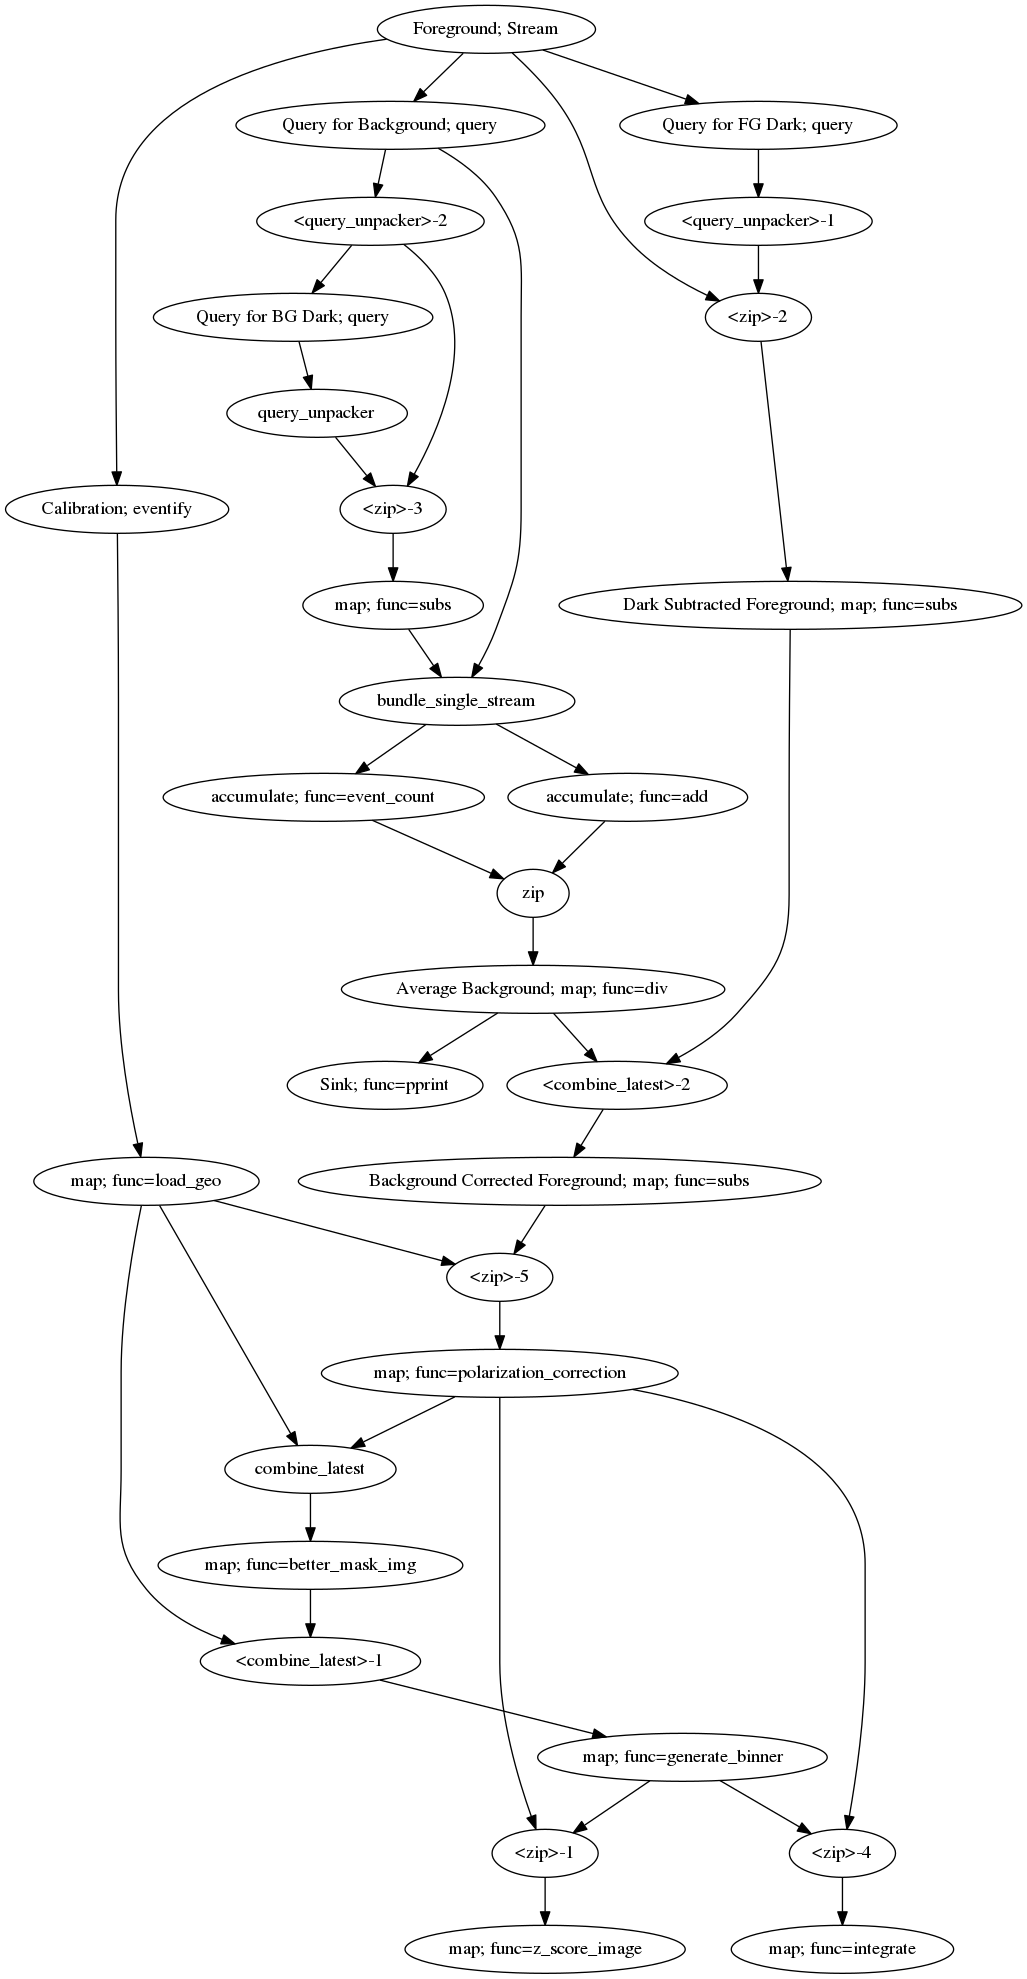 Foreground; Stream
Query for Background; query
Query for FG Dark; query
<query_unpacker>-2
<query_unpacker>-1
Query for BG Dark; query
<zip>-2
query_unpacker
Calibration; eventify
<zip>-3
map; func=subs
Dark Subtracted Foreground; map; func=subs
bundle_single_stream
accumulate; func=event_count
accumulate; func=add
zip
Average Background; map; func=div
Sink; func=pprint
<combine_latest>-2
map; func=load_geo
Background Corrected Foreground; map; func=subs
<zip>-5
map; func=polarization_correction
combine_latest
map; func=better_mask_img
<combine_latest>-1
map; func=generate_binner
<zip>-1
<zip>-4
map; func=z_score_image
map; func=integrate